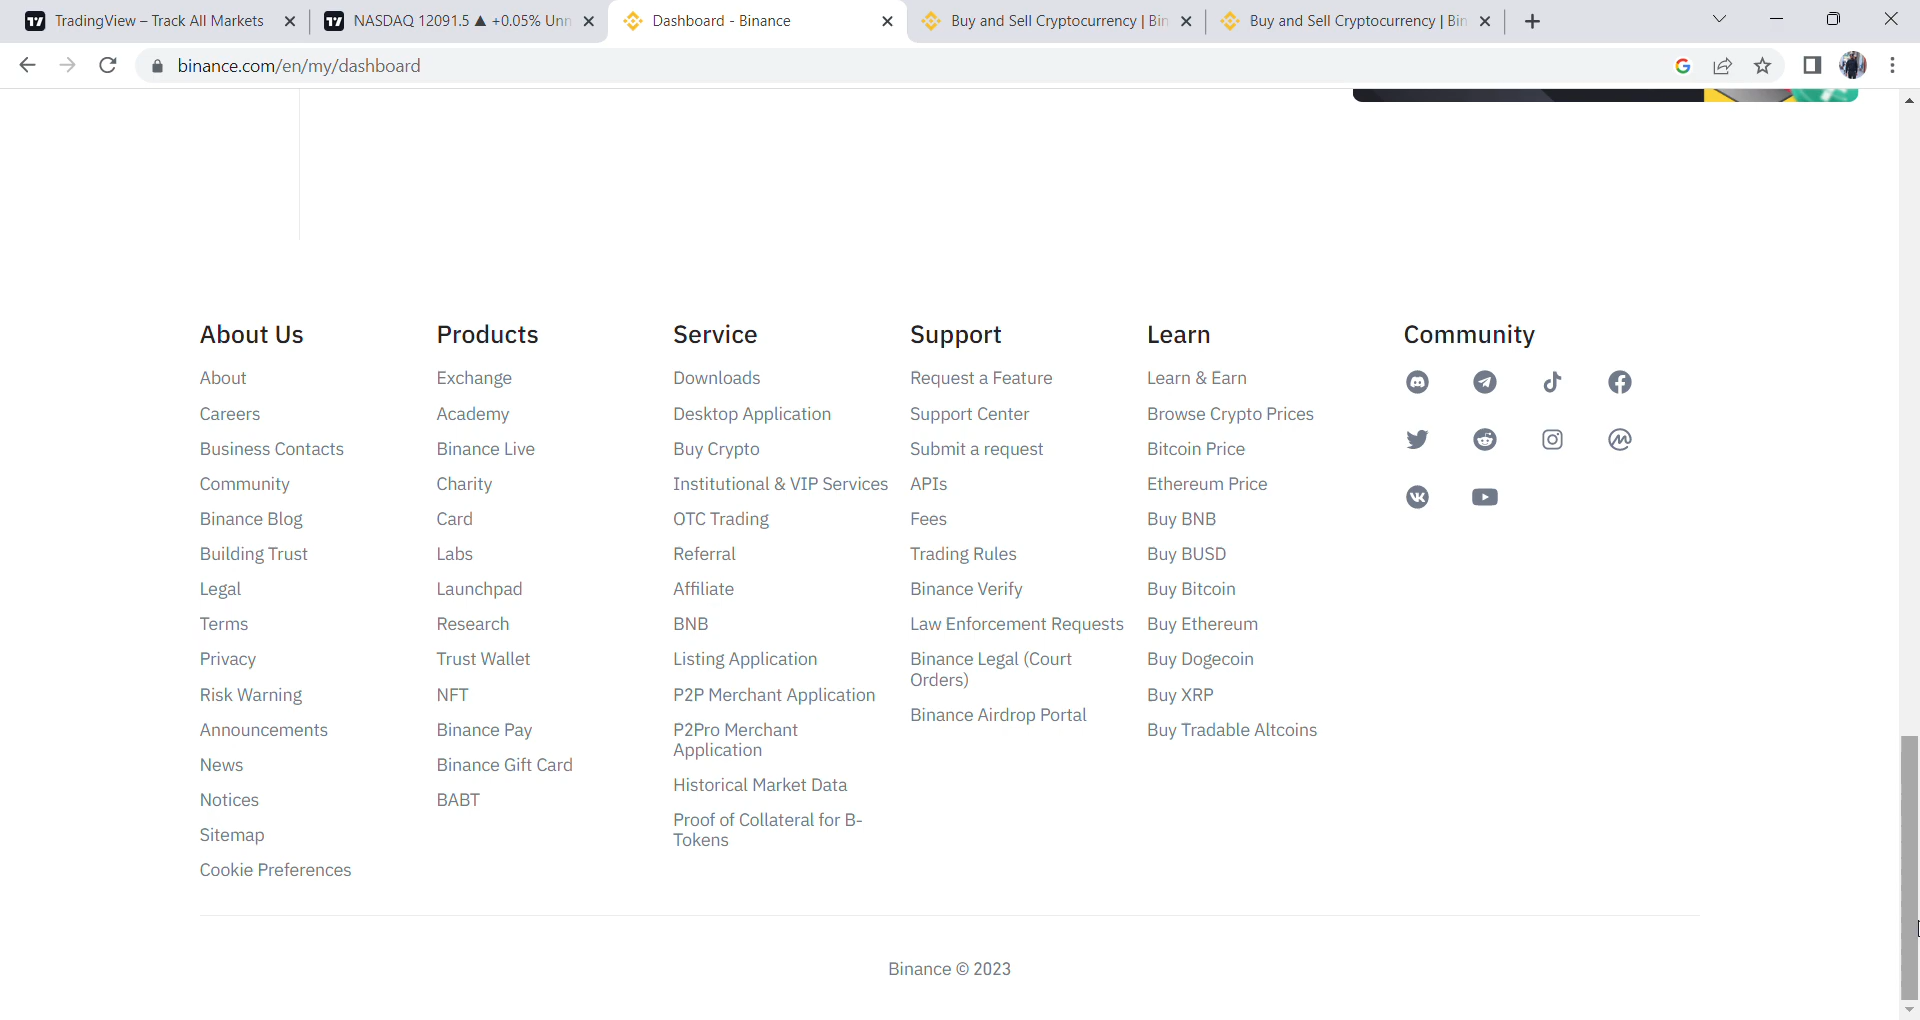 TradingView – Track All Markets
NASDAQ 12091.5 ▲ +0.05% Unn
Dashboard - Binance
Buy and Sell Cryptocurrency | Bin
Buy and Sell Cryptocurrency | Bin
binance.com/en/my/dashboard
About Us
About
Careers
Business Contacts
Community
Binance Blog
Building Trust
Legal
Terms
Privacy
Risk Warning
Announcements
News
Notices
Sitemap
Cookie Preferences
Products
Exchange
Academy
Binance Live
Charity
Card
Labs
Launchpad
Research
Trust Wallet
NFT
Binance Pay
Binance Gift Card
BABT
Service
Downloads
Desktop Application
Buy Crypto
Institutional & VIP Services
OTC Trading
Referral
Affiliate
BNB
Listing Application
P2P Merchant Application
P2Pro Merchant
Application
Historical Market Data
Proof of Collateral for B-
Tokens
Support
Request a Feature
Support Center
Submit a request
APIs
Fees
Trading Rules
Binance Verify
Law Enforcement Requests
Binance Legal (Court
Orders)
Binance Airdrop Portal
Learn
Learn & Earn
Browse Crypto Prices
Bitcoin Price
Ethereum Price
Buy BNB
Buy BUSD
Buy Bitcoin
Buy Ethereum
Buy Dogecoin
Buy XRP
Buy Tradable Altcoins
Community
Binance © 2023